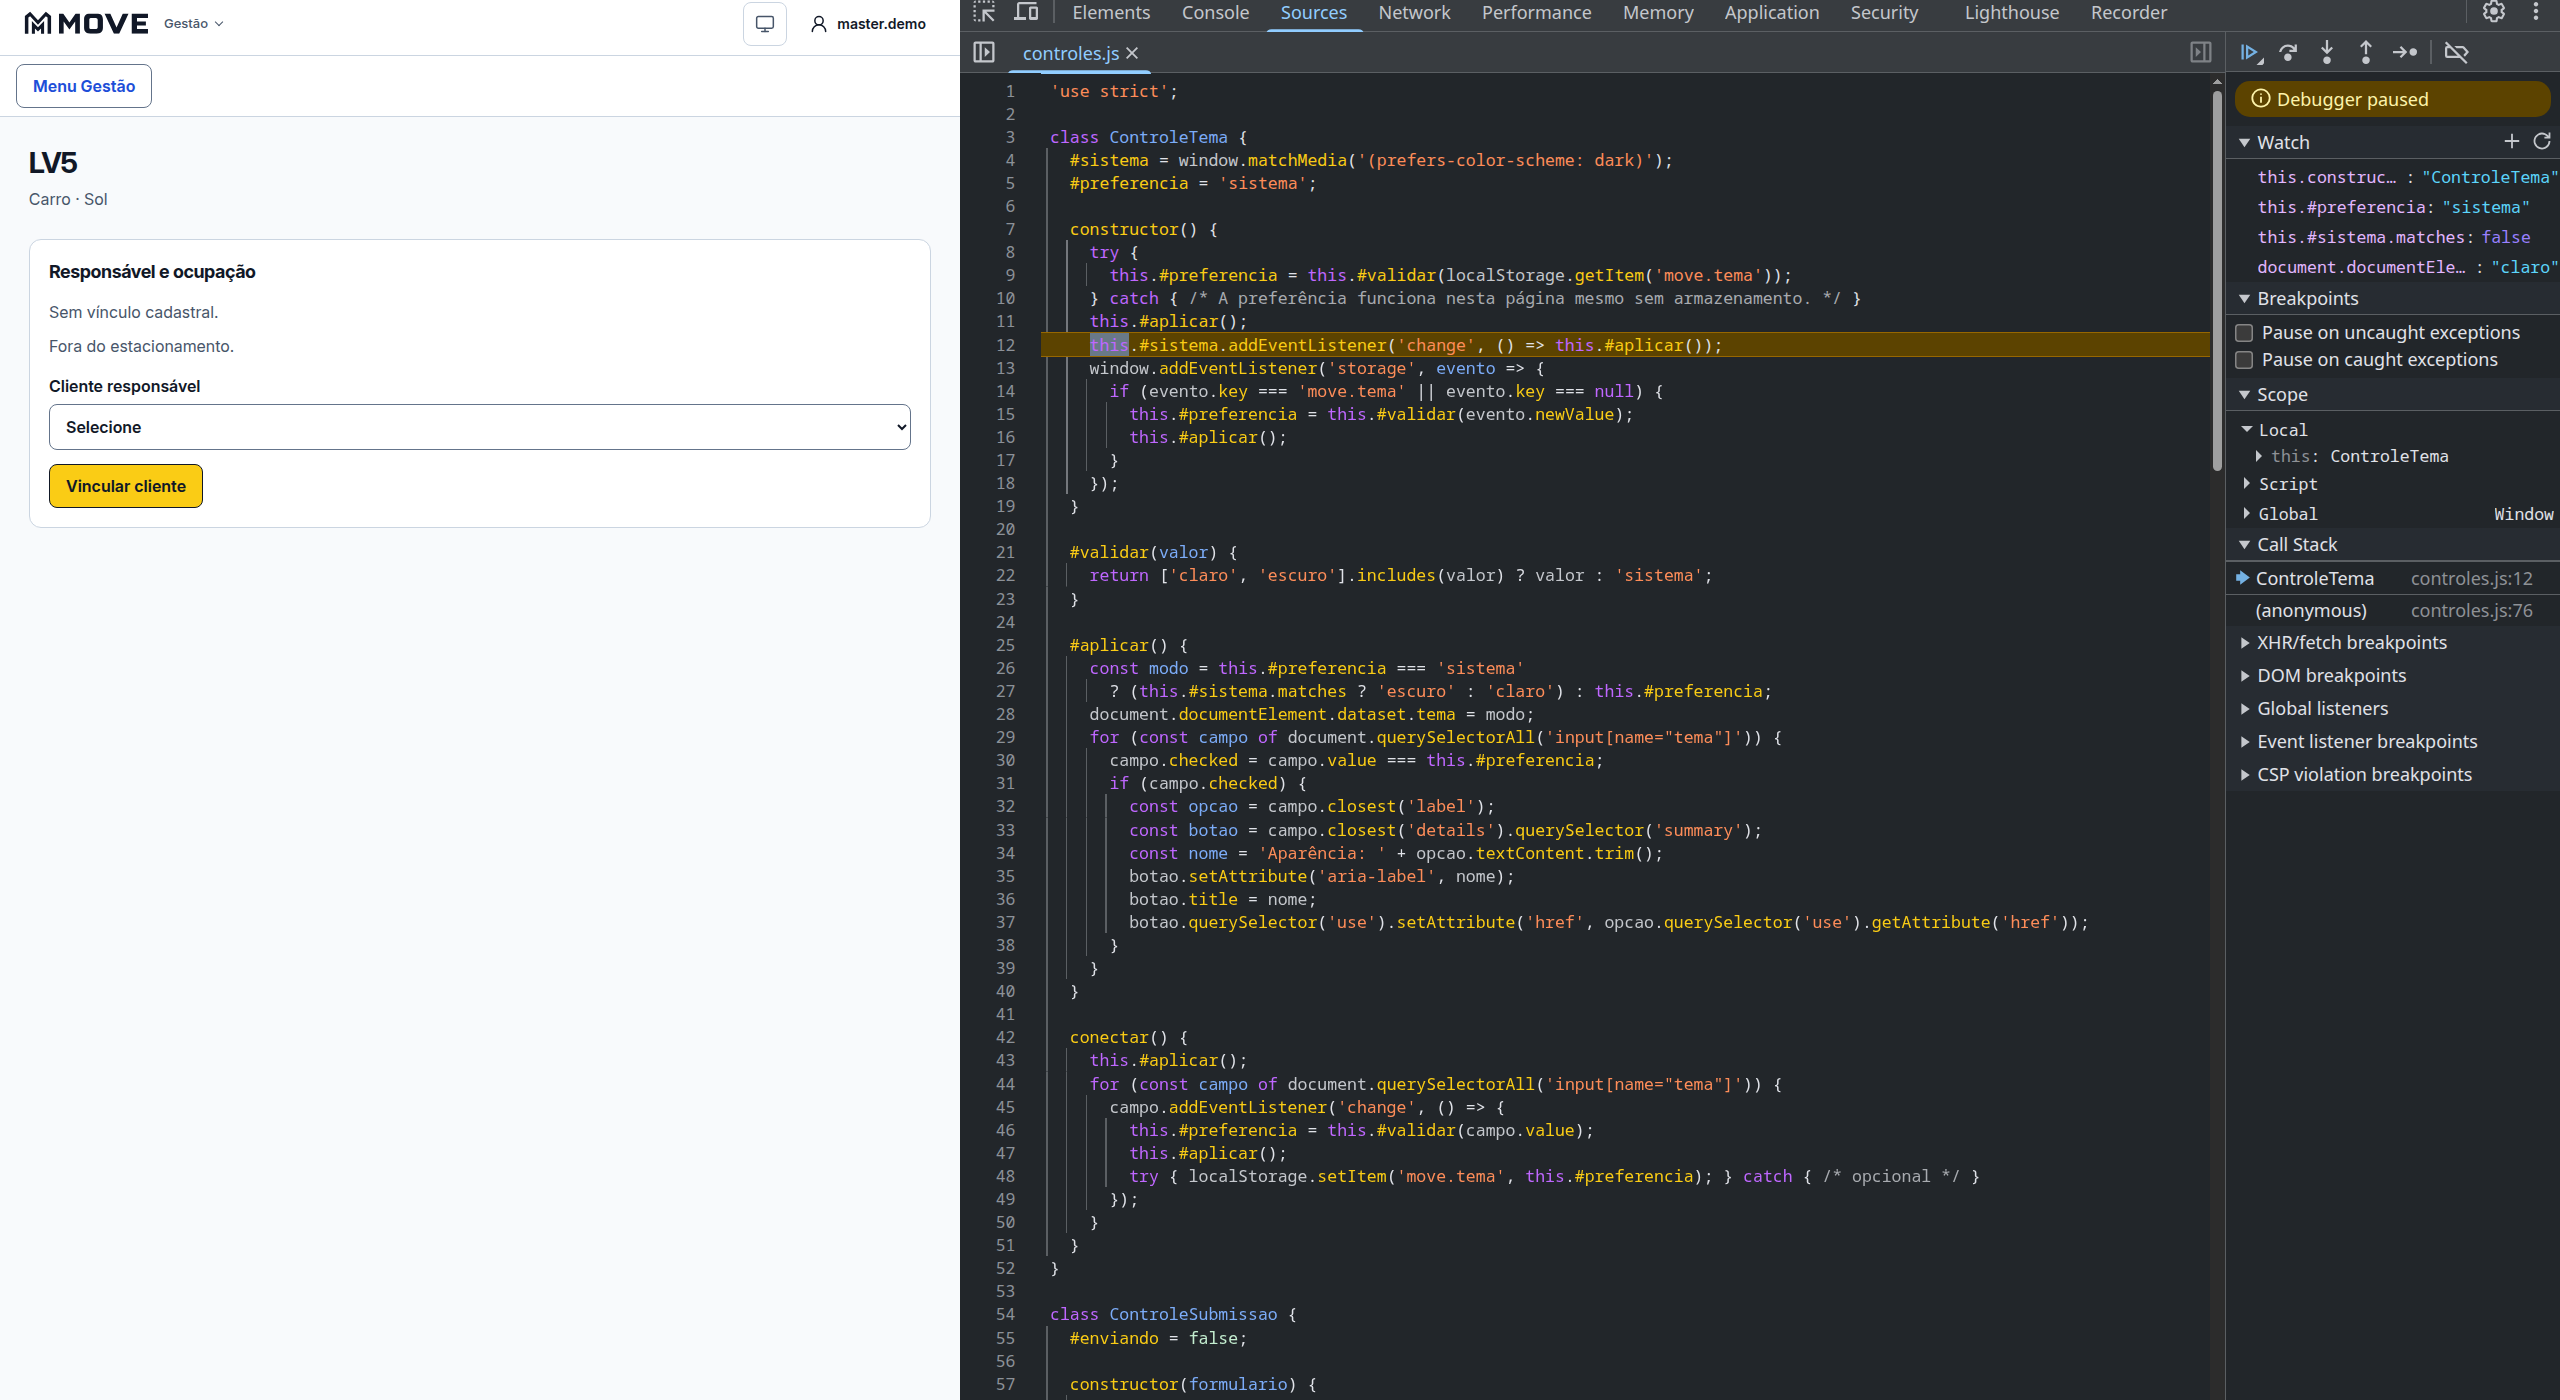 MOVE Gestão master.demo
Menu Gestão
LV5
Carro · Sol
Responsável e ocupação
Sem vínculo cadastral.
Fora do estacionamento.
Cliente responsável
Selecione
Vincular cliente
Elements Console Sources Network Performance Memory Application Security Lighthouse Recorder
controles.js
1 'use strict';
2
3 class ControleTema {
4 #sistema = window.matchMedia('(prefers-color-scheme: dark)');
5 #preferencia = 'sistema';
6
7 constructor() {
8 try {
9 this.#preferencia = this.#validar(localStorage.getItem('move.tema'));
10 } catch { /* A preferência funciona nesta página mesmo sem armazenamento. */ }
11 this.#aplicar();
12 this.#sistema.addEventListener('change', () => this.#aplicar());
13 window.addEventListener('storage', evento => {
14 if (evento.key === 'move.tema' || evento.key === null) {
15 this.#preferencia = this.#validar(evento.newValue);
16 this.#aplicar();
17 }
18 });
19 }
20
21 #validar(valor) {
22 return ['claro', 'escuro'].includes(valor) ? valor : 'sistema';
23 }
24
25 #aplicar() {
26 const modo = this.#preferencia === 'sistema'
27 ? (this.#sistema.matches ? 'escuro' : 'claro') : this.#preferencia;
28 document.documentElement.dataset.tema = modo;
29 for (const campo of document.querySelectorAll('input[name="tema"]')) {
30 campo.checked = campo.value === this.#preferencia;
31 if (campo.checked) {
32 const opcao = campo.closest('label');
33 const botao = campo.closest('details').querySelector('summary');
34 const nome = 'Aparência: ' + opcao.textContent.trim();
35 botao.setAttribute('aria-label', nome);
36 botao.title = nome;
37 botao.querySelector('use').setAttribute('href', opcao.querySelector('use').getAttribute('href'));
38 }
39 }
40 }
41
42 conectar() {
43 this.#aplicar();
44 for (const campo of document.querySelectorAll('input[name="tema"]')) {
45 campo.addEventListener('change', () => {
46 this.#preferencia = this.#validar(campo.value);
47 this.#aplicar();
48 try { localStorage.setItem('move.tema', this.#preferencia); } catch { /* opcional */ }
49 });
50 }
51 }
52 }
53
54 class ControleSubmissao {
55 #enviando = false;
56
57 constructor(formulario) {
Debugger paused
Watch
this.construc… : "ControleTema"
this.#preferencia: "sistema"
this.#sistema.matches: false
document.documentEle… : "claro"
Breakpoints
Pause on uncaught exceptions
Pause on caught exceptions
Scope
Local
this: ControleTema
Script
Global Window
Call Stack
ControleTema controles.js:12
(anonymous) controles.js:76
XHR/fetch breakpoints
DOM breakpoints
Global listeners
Event listener breakpoints
CSP violation breakpoints